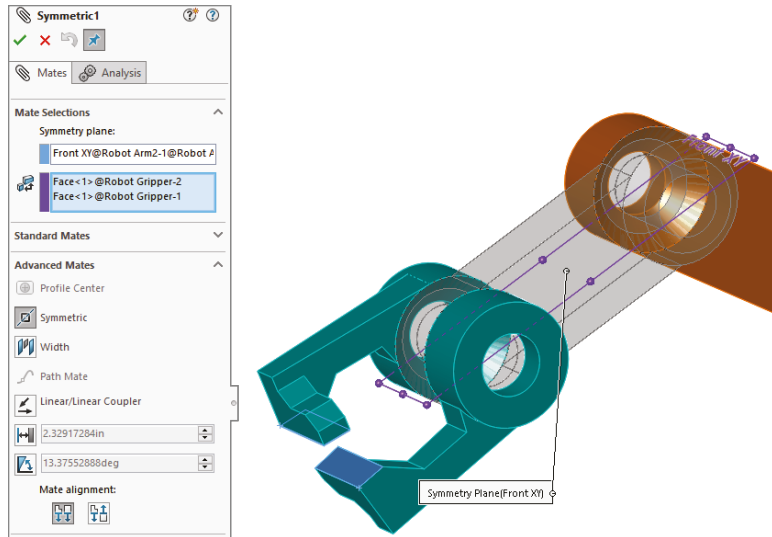 Symmetric1
Mates
Analysis
Mate Selections
Symmetry plane:
Front XY@Robot Arm2-1@Robot A
Face<1>@Robot Gripper-2
Face<1>@Robot Gripper-1
Standard Mates
Advanced Mates
Profile Center
Symmetric
Width
Path Mate
Linear/Linear Coupler
2.32917284in
13.37552888deg
Mate alignment:
Front XY
Symmetry Plane(Front XY)